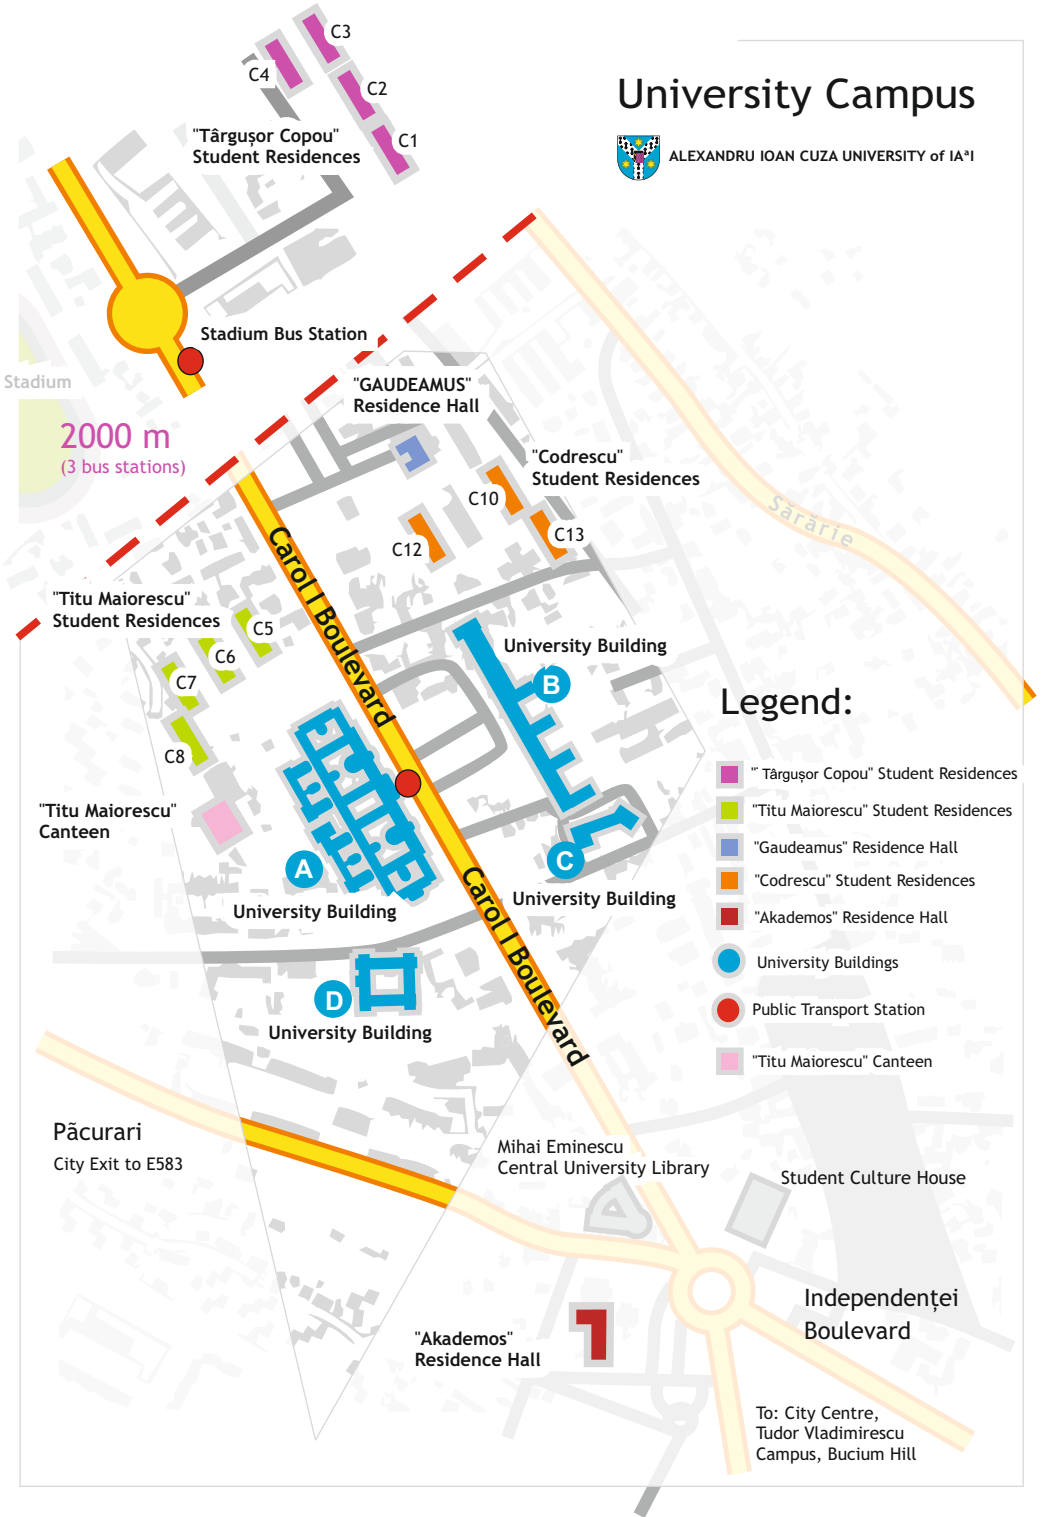 University Campus
ALEXANDRU IOAN CUZA UNIVERSITY of IAªI
C3
C4
C2
C1
"Târgușor Copou"
Student Residences
Stadium Bus Station
Stadium
2000 m
(3 bus stations)
"GAUDEAMUS"
Residence Hall
"Codrescu"
Student Residences
C10
C13
C12
Sărărie
Carol I Boulevard
"Titu Maiorescu"
Student Residences
C5
C6
C7
C8
University Building
B
"Titu Maiorescu"
Canteen
A
University Building
C
University Building
Carol I Boulevard
D
University Building
Legend:
"Târgușor Copou" Student Residences
"Titu Maiorescu" Student Residences
"Gaudeamus" Residence Hall
"Codrescu" Student Residences
"Akademos" Residence Hall
University Buildings
Public Transport Station
"Titu Maiorescu" Canteen
Pãcurari
City Exit to E583
Mihai Eminescu
Central University Library
Student Culture House
Independenței
Boulevard
"Akademos"
Residence Hall
To: City Centre,
Tudor Vladimirescu
Campus, Bucium Hill